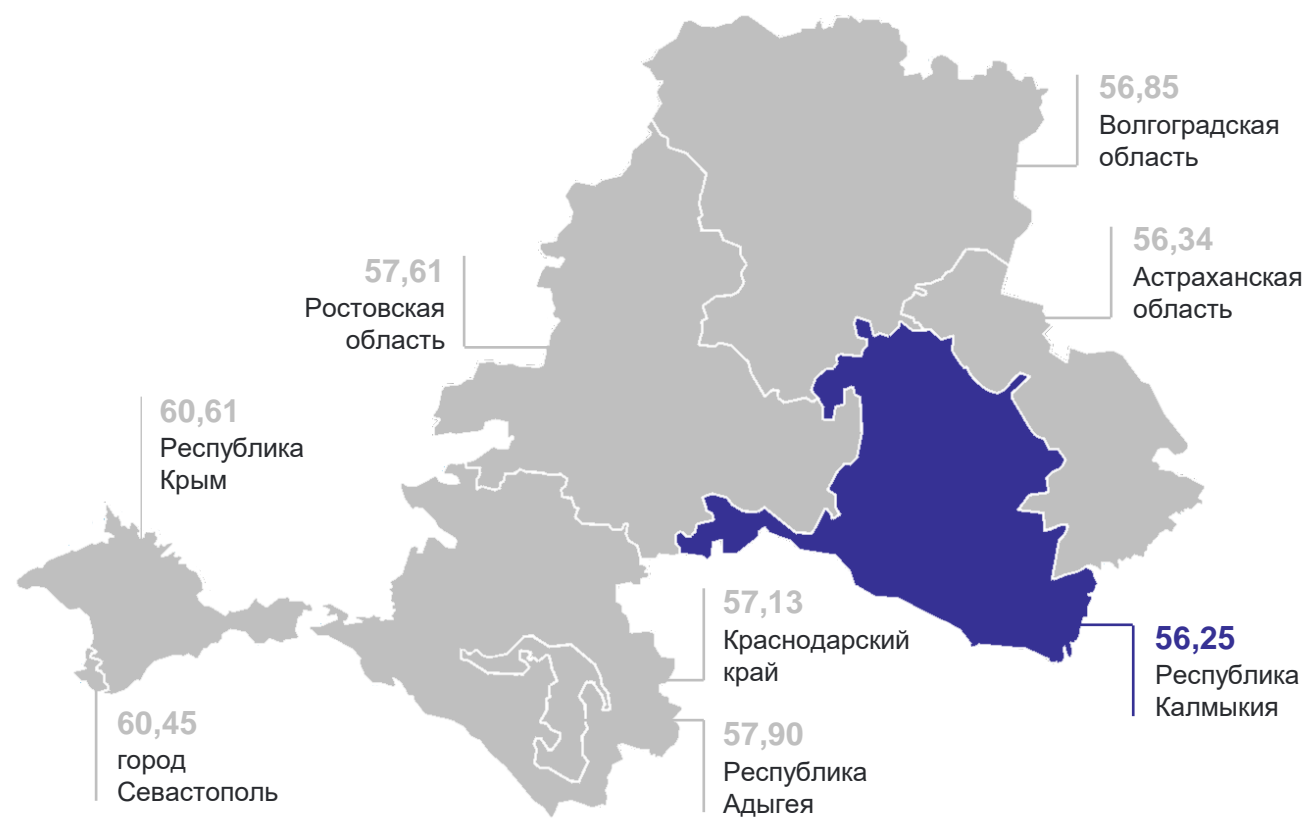 56,85
Волгоградская
область
56,34
Астраханская
область
57,61
Ростовская
область
60,61
Республика
Крым
57,13
Краснодарский
край
56,25
Республика
Калмыкия
60,45
город
Севастополь
57,90
Республика
Адыгея